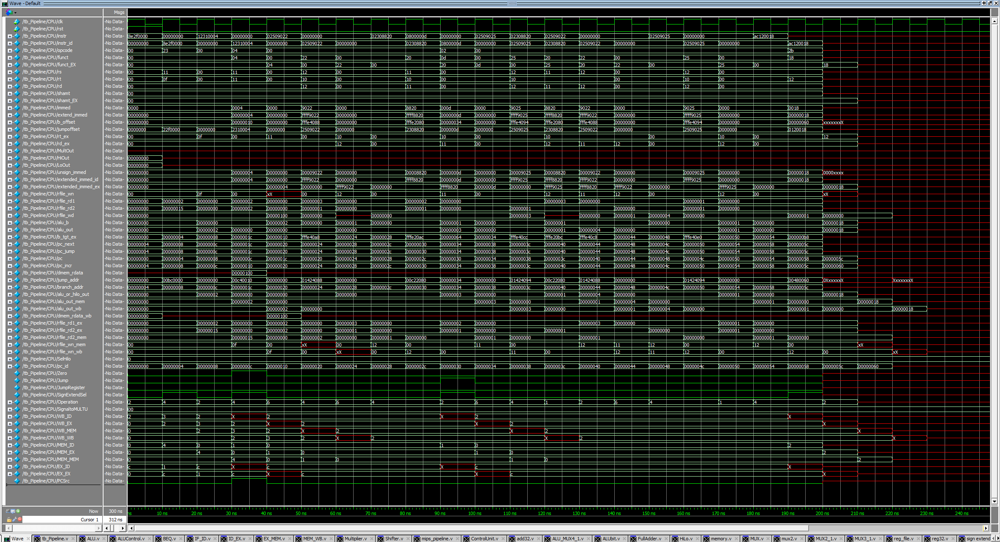 Wave - Default
Msgs
/tb_Pipeline/CPU/clk -No Data-
/tb_Pipeline/CPU/rst -No Data-
/tb_Pipeline/CPU/instr -No Data- 8e2f0000 00000000 12310004 00000000 02509022 00000000 02308820 0800000d 00000000 02509025 02308820 02509022 00000000 02509025 00000000 ac120018
/tb_Pipeline/CPU/instr_id -No Data- 00000000 8e2f0000 00000000 12310004 00000000 02509022 00000000 02308820 0800000d 00000000 02509025 02308820 02509022 00000000 02509025 00000000 ac120018
/tb_Pipeline/CPU/opcode -No Data- 00 23 00 04 00 02 00 2b
/tb_Pipeline/CPU/funct -No Data- 00 04 00 22 00 20 0d 00 25 20 22 00 25 00 18
/tb_Pipeline/CPU/funct_EX -No Data- 00 04 00 22 00 20 0d 00 25 20 22 00 25 00 18
/tb_Pipeline/CPU/rs -No Data- 00 11 00 11 00 12 00 11 00 12 11 12 00 12 00
/tb_Pipeline/CPU/rt -No Data- 00 0f 00 11 00 10 00 10 00 10 00 10 00 12
/tb_Pipeline/CPU/rd -No Data- 00 12 00 11 00 12 11 12 00 12 00
/tb_Pipeline/CPU/shamt -No Data- 00
/tb_Pipeline/CPU/shamt_EX -No Data- 00
/tb_Pipeline/CPU/immed -No Data- 0000 0004 0000 9022 0000 8820 000d 0000 9025 8820 9022 0000 9025 0000 0018
/tb_Pipeline/CPU/extend_immed -No Data- 00000000 00000004 00000000 ffff9022 00000000 ffff8820 0000000d 00000000 ffff9025 ffff8820 ffff9022 00000000 ffff9025 00000000 00000018
/tb_Pipeline/CPU/b_offset -No Data- 00000000 00000010 00000000 fffe4088 00000000 fffe2080 00000034 00000000 fffe4094 fffe2080 fffe4088 00000000 fffe4094 00000000 00000060 xxxxxxxX
/tb_Pipeline/CPU/jumpoffset -No Data- 0000000 22f0000 0000000 2310004 0000000 2509022 0000000 2308820 000000d 0000000 2509025 2308820 2509022 0000000 2509025 0000000 0120018
/tb_Pipeline/CPU/rt_ex -No Data- 00 0f 00 11 00 10 00 10 00 10 00 10 00 12
/tb_Pipeline/CPU/rd_ex -No Data- 00 12 00 11 00 12 11 12 00 12 00
/tb_Pipeline/CPU/MultOut -No Data-
/tb_Pipeline/CPU/HiOut -No Data- 00000000
/tb_Pipeline/CPU/LoOut -No Data- 00000000
/tb_Pipeline/CPU/unsign_immed -No Data- 00000000 00000004 00000000 00009022 00000000 00008820 0000000d 00000000 00009025 00008820 00009022 00000000 00009025 00000000 00000018 0000xxxx
/tb_Pipeline/CPU/extended_immed_id -No Data- 00000000 00000004 00000000 ffff9022 00000000 ffff8820 0000000d 00000000 ffff9025 ffff8820 ffff9022 00000000 ffff9025 00000000 00000018
/tb_Pipeline/CPU/extended_immed_ex -No Data- 00000000 00000004 00000000 ffff9022 00000000 ffff8820 0000000d 00000000 ffff9025 ffff8820 ffff9022 00000000 ffff9025 00000000 00000018
/tb_Pipeline/CPU/rfile_wn -No Data- 00 0f 00 xX 00 12 00 11 00 12 11 12 00 12 00 xX
/tb_Pipeline/CPU/rfile_rd1 -No Data- 00000000 00000002 00000000 00000002 00000000 00000003 00000000 00000002 00000000 00000003 00000000 00000001 00000000
/tb_Pipeline/CPU/rfile_rd2 -No Data- 00000000 00000015 00000000 00000002 00000000 00000001 00000000 00000001 00000000 00000001 00000000 00000001 00000000
/tb_Pipeline/CPU/rfile_wd -No Data- 00000000 00000100 00000000 00000000 00000003 00000000 00000001 00000004 00000000 00000001 00000000
/tb_Pipeline/CPU/alu_b -No Data- 00000000 00000000 00000002 00000000 00000001 00000000 00000001 00000000 00000001 00000000 00000001 00000000 00000018
/tb_Pipeline/CPU/alu_out -No Data- 00000000 00000002 00000000 00000000 00000000 00000003 00000000 00000001 00000004 00000000 00000001 00000000 00000018
/tb_Pipeline/CPU/b_tgt_ex -No Data- 00000000 00000004 00000008 0000001c 00000010 fffe40a8 00000024 00000028 fffe20ac 00000064 00000034 fffe40cc fffe20bc fffe40c8 00000044 00000048 fffe40e0 00000050 00000054 000000b8
/tb_Pipeline/CPU/pc_next -No Data- 00000004 00000008 0000000c 0000001c 00000020 00000024 00000028 0000002c 00000030 00000034 00000038 0000003c 00000040 00000044 00000048 0000004c 00000050 00000054 00000058 0000005c
/tb_Pipeline/CPU/pc_jump -No Data- 00000004 00000008 0000000c 0000001c 00000020 00000024 00000028 0000002c 00000030 00000034 00000038 0000003c 00000040 00000044 00000048 0000004c 00000050 00000054 00000058 0000005c
/tb_Pipeline/CPU/pc -No Data- 00000000 00000004 00000008 0000000c 0000001c 00000020 00000024 00000028 0000002c 00000030 00000034 00000038 0000003c 00000040 00000044 00000048 0000004c 00000050 00000054 00000058 0000005c
/tb_Pipeline/CPU/pc_incr -No Data- 00000004 00000008 0000000c 00000010 00000020 00000024 00000028 0000002c 00000030 00000034 00000038 0000003c 00000040 00000044 00000048 0000004c 00000050 00000054 00000058 0000005c 00000060
/tb_Pipeline/CPU/dmem_rdata -No Data- 00000100
/tb_Pipeline/CPU/jump_addr -No Data- 00000000 00bc0000 00000000 00c40010 00000000 01424088 00000000 00c22080 00000034 00000000 01424094 00c22080 01424088 00000000 01424094 00000000 00480060 0XxxxxxX XxxxxxxX
/tb_Pipeline/CPU/branch_addr -No Data- 00000004 00000008 0000000c 0000001c 00000020 00000024 00000028 0000002c 00000030 00000034 00000038 0000003c 00000040 00000044 00000048 0000004c 00000050 00000054 00000058 0000005c
/tb_Pipeline/CPU/alu_or_hilo_out -No Data- 00000000 00000002 00000000 00000000 00000000 00000003 00000000 00000001 00000004 00000000 00000001 00000000 00000018
/tb_Pipeline/CPU/alu_out_mem -No Data- 00000000 00000002 00000000 00000003 00000000 00000001 00000004 00000000 00000001 00000000 00000018
/tb_Pipeline/CPU/alu_out_wb -No Data- 00000000 00000002 00000000 00000003 00000000 00000001 00000004 00000000 00000001 00000000 00000018
/tb_Pipeline/CPU/dmem_rdata_wb -No Data- 00000000 00000100
/tb_Pipeline/CPU/rfile_rd1_ex -No Data- 00000000 00000002 00000000 00000002 00000000 00000003 00000000 00000002 00000000 00000003 00000000 00000001 00000000
/tb_Pipeline/CPU/rfile_rd2_ex -No Data- 00000000 00000015 00000000 00000002 00000000 00000001 00000000 00000001 00000000 00000001 00000000 00000001 00000000
/tb_Pipeline/CPU/rfile_rd2_mem -No Data- 00000000 00000015 00000000 00000002 00000000 00000001 00000000 00000001 00000000 00000001 00000000 00000001 00000000
/tb_Pipeline/CPU/rfile_wn_mem -No Data- 00 0f 00 xX 00 12 00 11 00 12 11 12 00 12 00 xX
/tb_Pipeline/CPU/rfile_wn_wb -No Data- 00 0f 00 xX 00 12 00 11 00 12 11 12 00 12 00 xX
/tb_Pipeline/CPU/SelHilo -No Data- 0
/tb_Pipeline/CPU/pc_id -No Data- 00000000 00000004 00000008 0000000c 00000010 00000020 00000024 00000028 0000002c 00000030 00000034 00000038 0000003c 00000040 00000044 00000048 0000004c 00000050 00000054 00000058 0000005c 00000060
/tb_Pipeline/CPU/Zero -No Data-
/tb_Pipeline/CPU/Jump -No Data-
/tb_Pipeline/CPU/JumpRegister -No Data-
/tb_Pipeline/CPU/SignExtendSel -No Data-
/tb_Pipeline/CPU/Operation -No Data- 2 4 2 4 6 4 6 4 2 6 4 1 2 6 4 1 4 2
/tb_Pipeline/CPU/SignaltoMULTU -No Data- 00
/tb_Pipeline/CPU/WB_ID -No Data- 2 3 2 X 2 X 2 X
/tb_Pipeline/CPU/WB_EX -No Data- 0 2 3 2 X 2 X 2 X
/tb_Pipeline/CPU/WB_MEM -No Data- 0 2 3 2 X 2 X 2 X
/tb_Pipeline/CPU/WB_WB -No Data- 0 2 3 2 X 2 X 2 X
/tb_Pipeline/CPU/MEM_ID -No Data- 0 4 0 1 0 1 0 2
/tb_Pipeline/CPU/MEM_EX -No Data- 0 4 0 1 0 1 0 2
/tb_Pipeline/CPU/MEM_MEM -No Data- 0 4 0 1 0 1 0 2
/tb_Pipeline/CPU/EX_ID -No Data- c 1 c X c X c X
/tb_Pipeline/CPU/EX_EX -No Data- c 1 c X c X c X
/tb_Pipeline/CPU/PCSrc -No Data-
Now 300 ns ns 10 ns 20 ns 30 ns 40 ns 50 ns 60 ns 70 ns 80 ns 90 ns 100 ns 110 ns 120 ns 130 ns 140 ns 150 ns 160 ns 170 ns 180 ns 190 ns 200 ns 210 ns 220 ns 230 ns 240 ns
Cursor 1 312 ns
Wave tb_Pipeline.v ALU.v ALUControl.v BEQ.v IF_ID.v ID_EX.v EX_MEM.v MEM_WB.v Multiplier.v Shifter.v mips_pipeline.v ControlUnit.v add32.v ALU_MUX4_1.v ALUbit.v FullAdder.v HiLo.v memory.v MUX.v mux2.v MUX2_1.v MUX3_1.v reg_file.v reg32.v sign extend